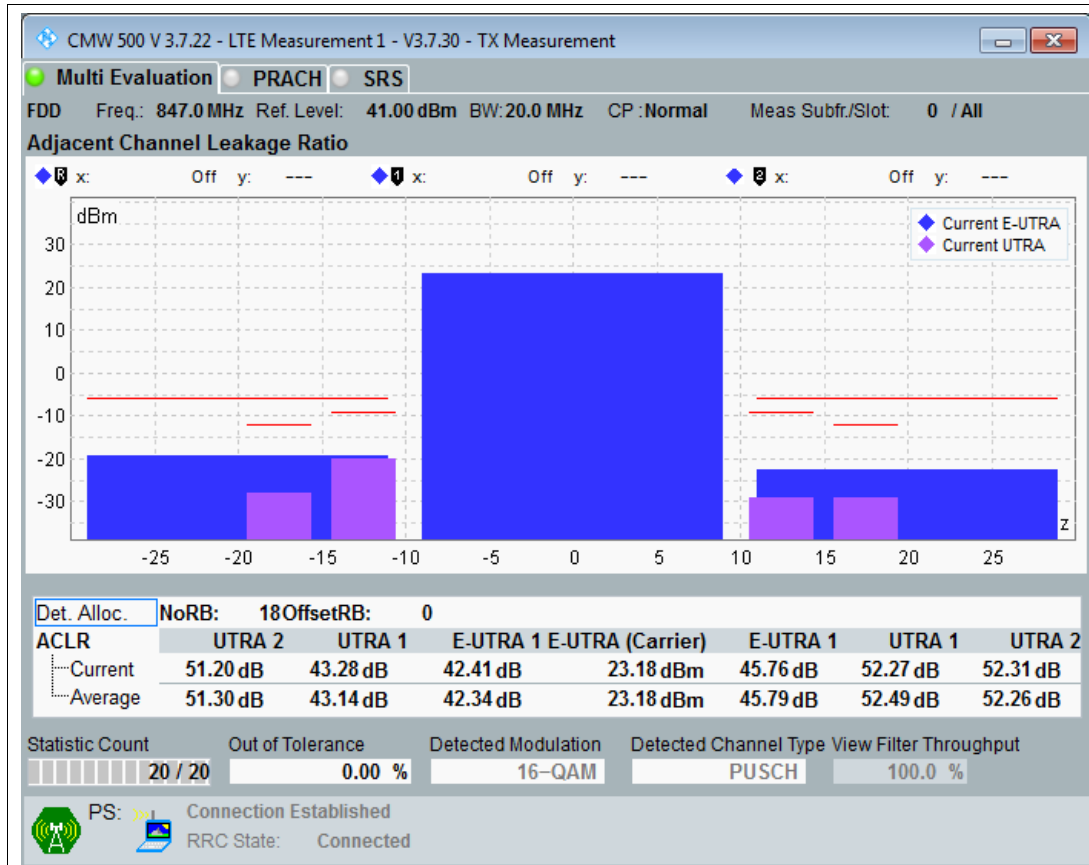 CMW 500 V 3.7.22 - LTE Measurement 1 - V3.7.30 - TX Measurement
Multi Evaluation PRACH SRS
FDD Freq.: 847.0 MHz Ref. Level: 41.00 dBm BW: 20.0 MHz CP : Normal Meas Subfr./Slot: 0 / All
Adjacent Channel Leakage Ratio
R x: Off y: --- 1 x: Off y: --- 2 x: Off y: ---
dBm
Current E-UTRA
Current UTRA
30
20
10
0
-10
-20
-30
z
-25 -20 -15 -10 -5 0 5 10 15 20 25
Det. Alloc. NoRB: 18 OffsetRB: 0
ACLR UTRA 2 UTRA 1 E-UTRA 1 E-UTRA (Carrier) E-UTRA 1 UTRA 1 UTRA 2
Current 51.20 dB 43.28 dB 42.41 dB 23.18 dBm 45.76 dB 52.27 dB 52.31 dB
Average 51.30 dB 43.14 dB 42.34 dB 23.18 dBm 45.79 dB 52.49 dB 52.26 dB
Statistic Count Out of Tolerance Detected Modulation Detected Channel Type View Filter Throughput
20 / 20 0.00 % 16-QAM PUSCH 100.0 %
PS: Connection Established
RRC State: Connected